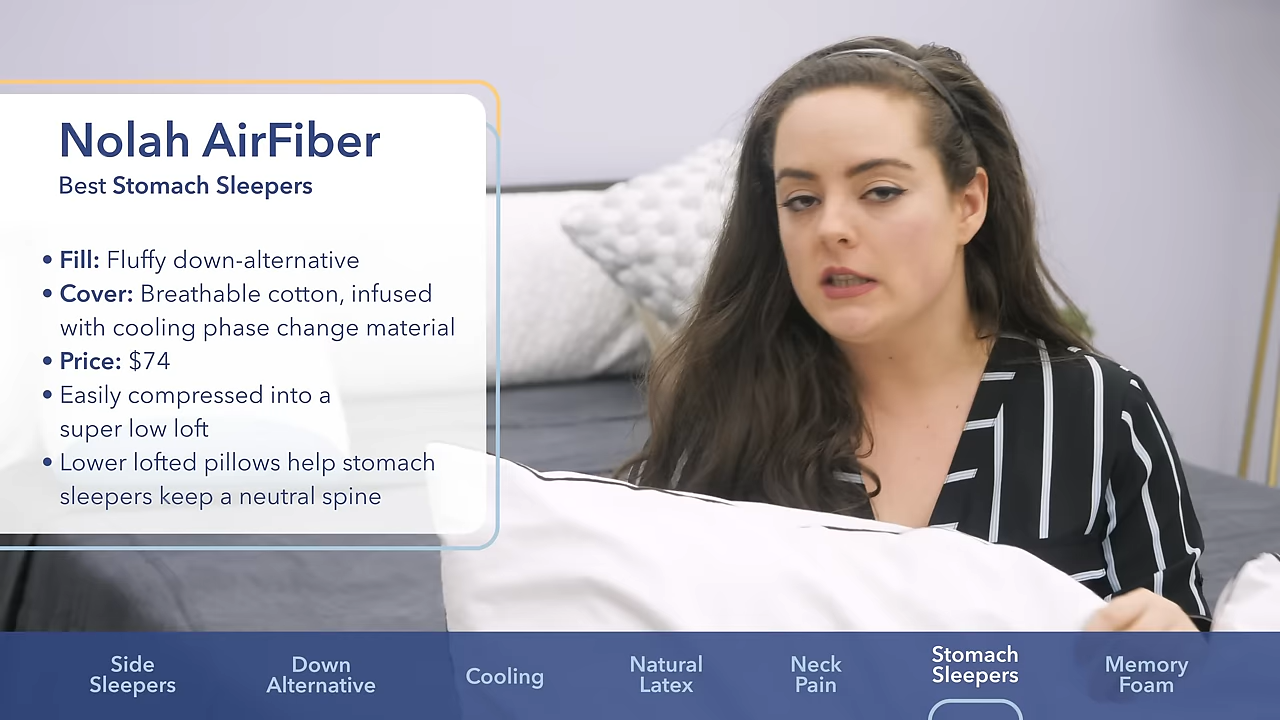 Nolah AirFiber
Best Stomach Sleepers
• Fill: Fluffy down-alternative
• Cover: Breathable cotton, infused
with cooling phase change material
• Price: $74
• Easily compressed into a
super low loft
• Lower lofted pillows help stomach
sleepers keep a neutral spine
Side
Sleepers
Down
Alternative
Cooling
Natural
Latex
Neck
Pain
Stomach
Sleepers
Memory
Foam